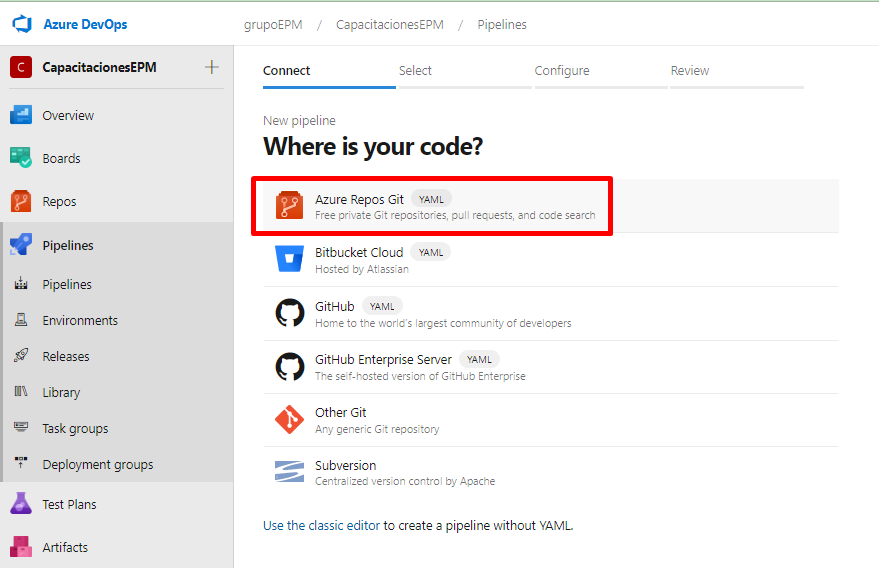 Azure DevOps
grupoEPM / CapacitacionesEPM / Pipelines
C CapacitacionesEPM +
Overview
Boards
Repos
Pipelines
Pipelines
Environments
Releases
Library
Task groups
Deployment groups
Test Plans
Artifacts
Connect Select Configure Review
New pipeline
Where is your code?
Azure Repos Git YAML
Free private Git repositories, pull requests, and code search
Bitbucket Cloud YAML
Hosted by Atlassian
GitHub YAML
Home to the world's largest community of developers
GitHub Enterprise Server YAML
The self-hosted version of GitHub Enterprise
Other Git
Any generic Git repository
Subversion
Centralized version control by Apache
Use the classic editor to create a pipeline without YAML.